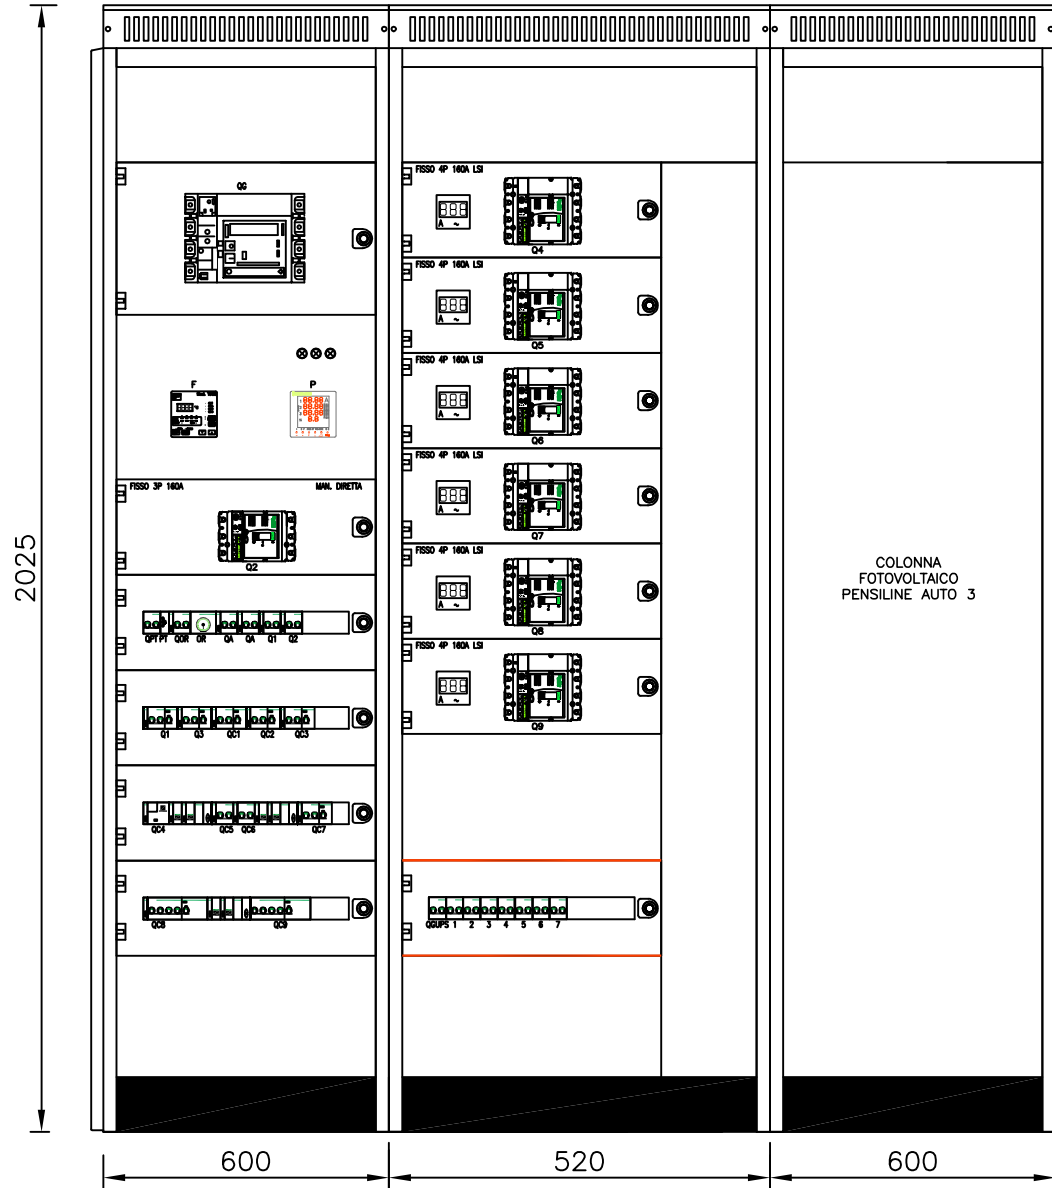 QG
F
P
FISSO 3P 160A
MAN. DIRETTA
Q2
QPT PT QOR OR QA QA Q1 Q2
Q1 Q3 QC1 QC2 QC3
QC4 QC5 QC6 QC7
QC8 QC9
FISSO 4P 160A LSI
A ~
Q4
FISSO 4P 160A LSI
A ~
Q5
FISSO 4P 160A LSI
A ~
Q6
FISSO 4P 160A LSI
A ~
Q7
FISSO 4P 160A LSI
A ~
Q8
FISSO 4P 160A LSI
A ~
Q9
QGUPS 1 2 3 4 5 6 7
COLONNA
FOTOVOLTAICO
PENSILINE AUTO 3
2025
600
520
600